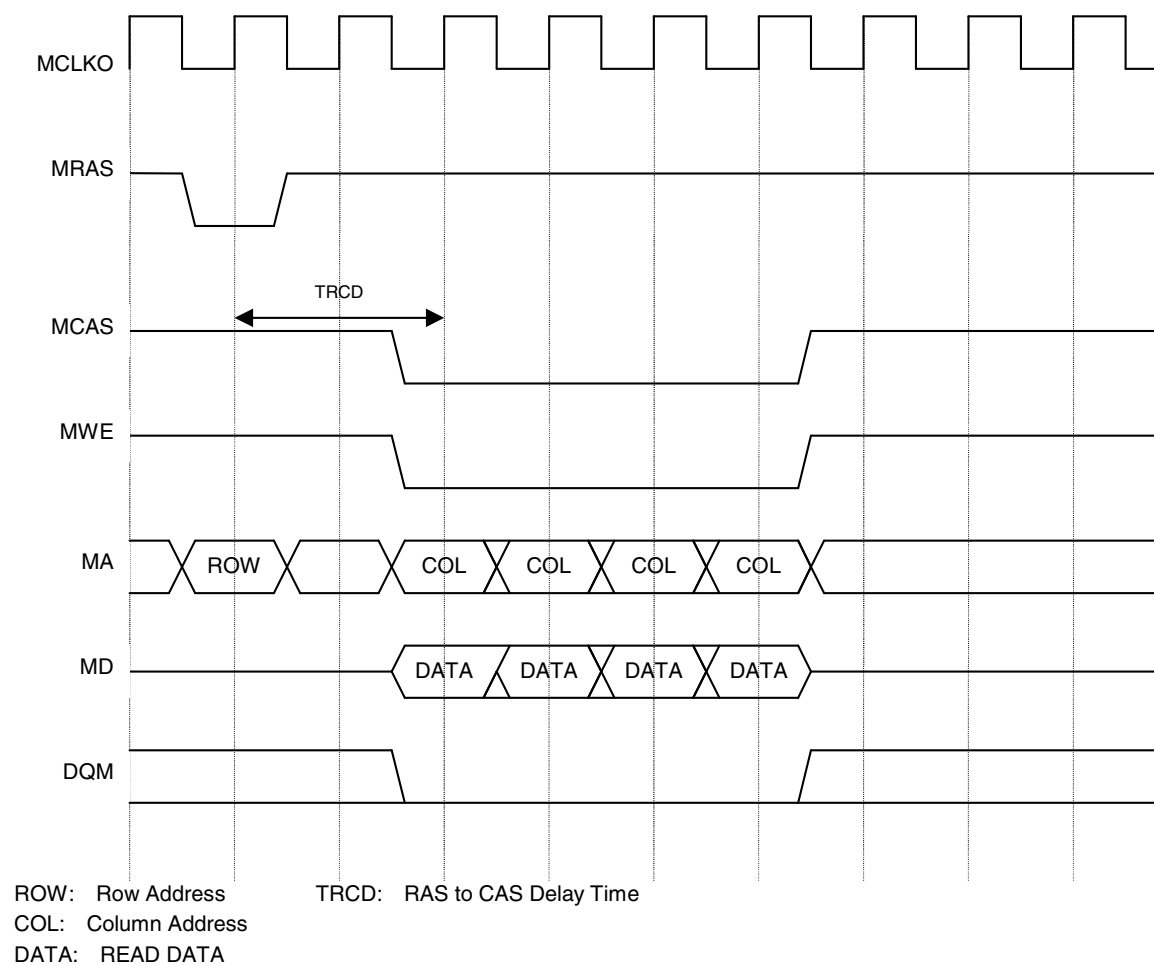 MCLKO
MRAS
TRCD
MCAS
MWE
MA ROW COL COL COL COL
MD DATA DATA DATA DATA
DQM
ROW: Row Address TRCD: RAS to CAS Delay Time
COL: Column Address
DATA: READ DATA